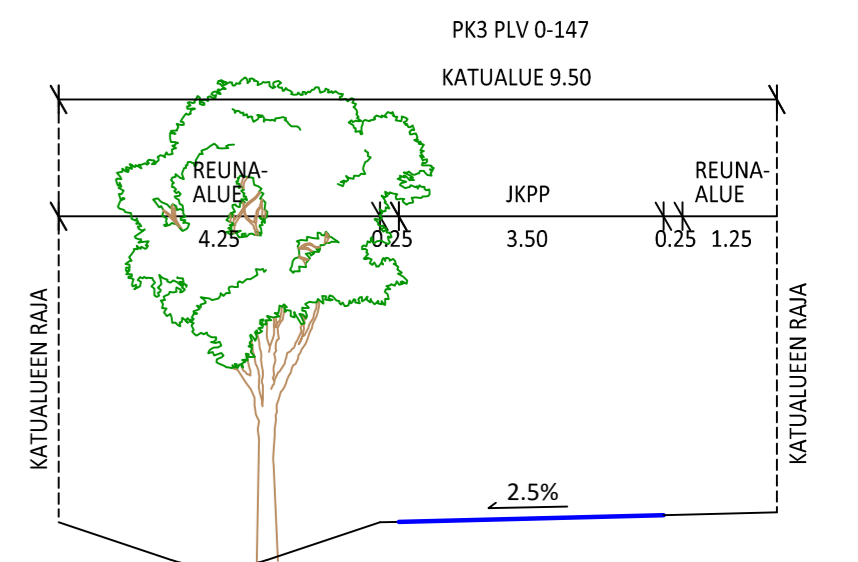 PK3 PLV 0-147
KATUALUE 9.50
REUNA-
ALUE
JKPP
REUNA-
ALUE
4.25
0.25
3.50
0.25
1.25
KATUALUEEN RAJA
KATUALUEEN RAJA
2.5%